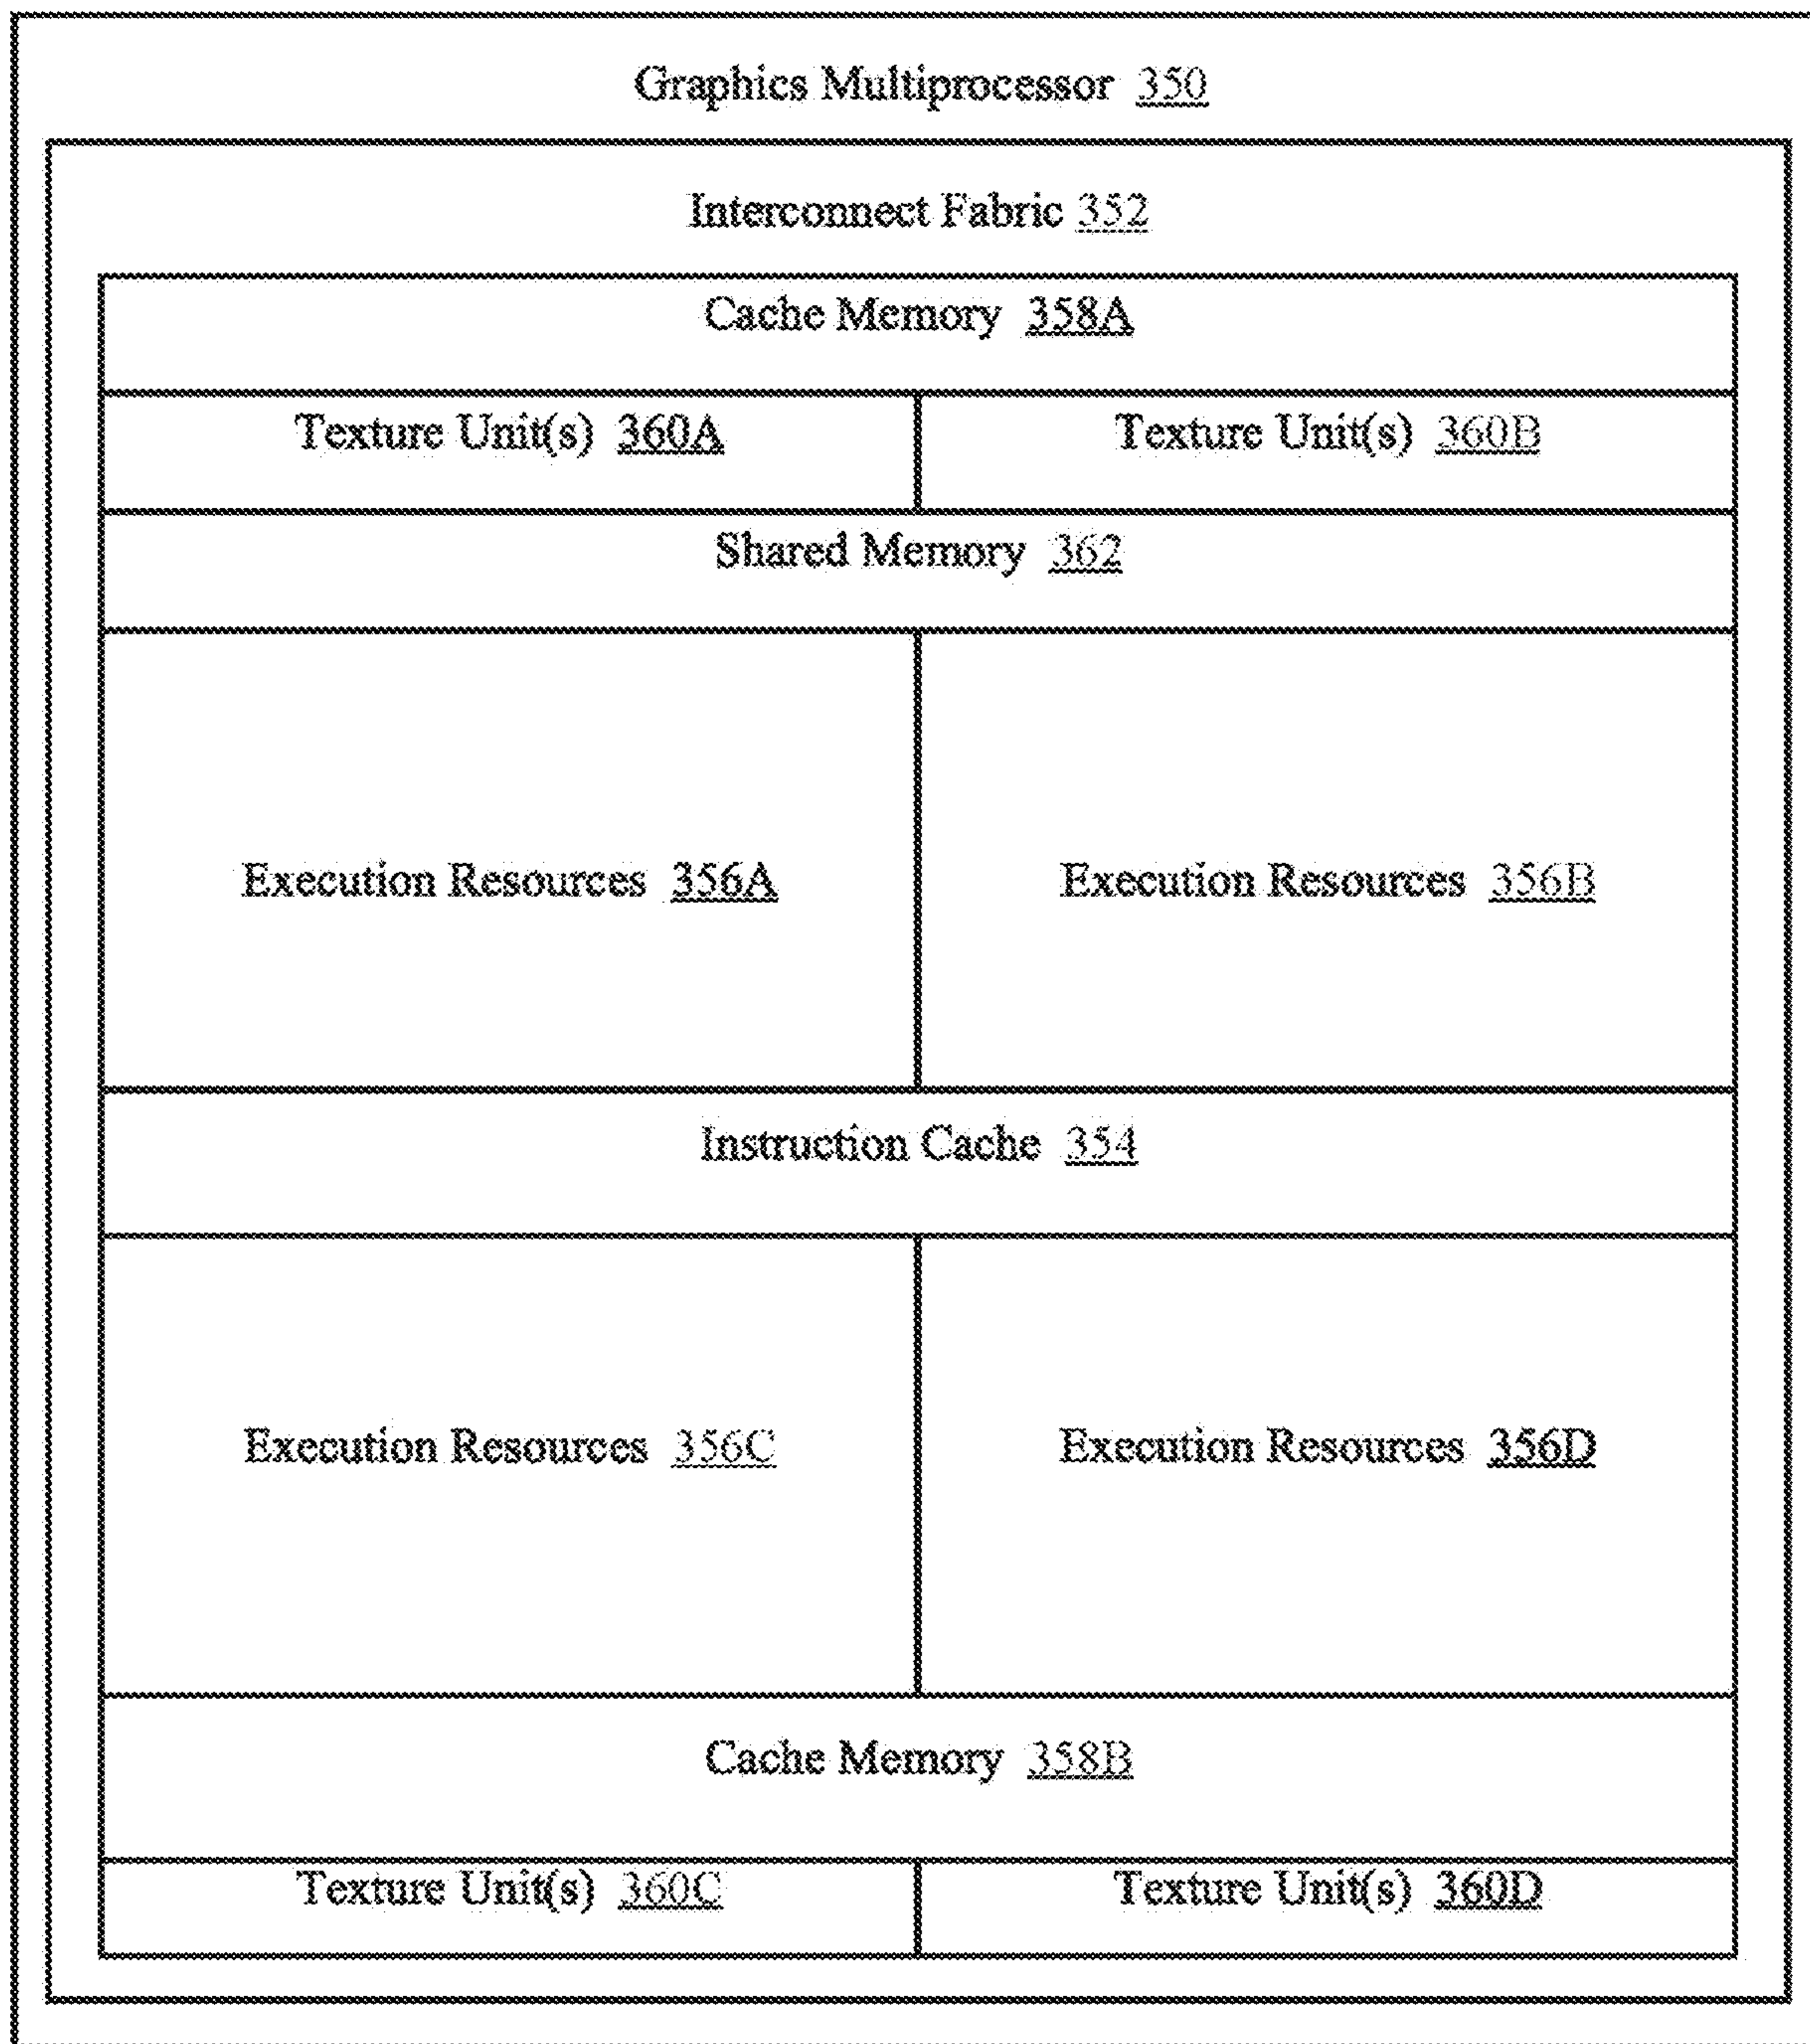 Graphics Multiprocessor 350
Interconnect Fabric 352
Cache Memory 358A
Texture Unit(s) 360A
Texture Unit(s) 360B
Shared Memory 362
Execution Resources 356A
Execution Resources 356B
Instruction Cache 354
Execution Resources 356C
Execution Resources 356D
Cache Memory 358B
Texture Unit(s) 360C
Texture Unit(s) 360D